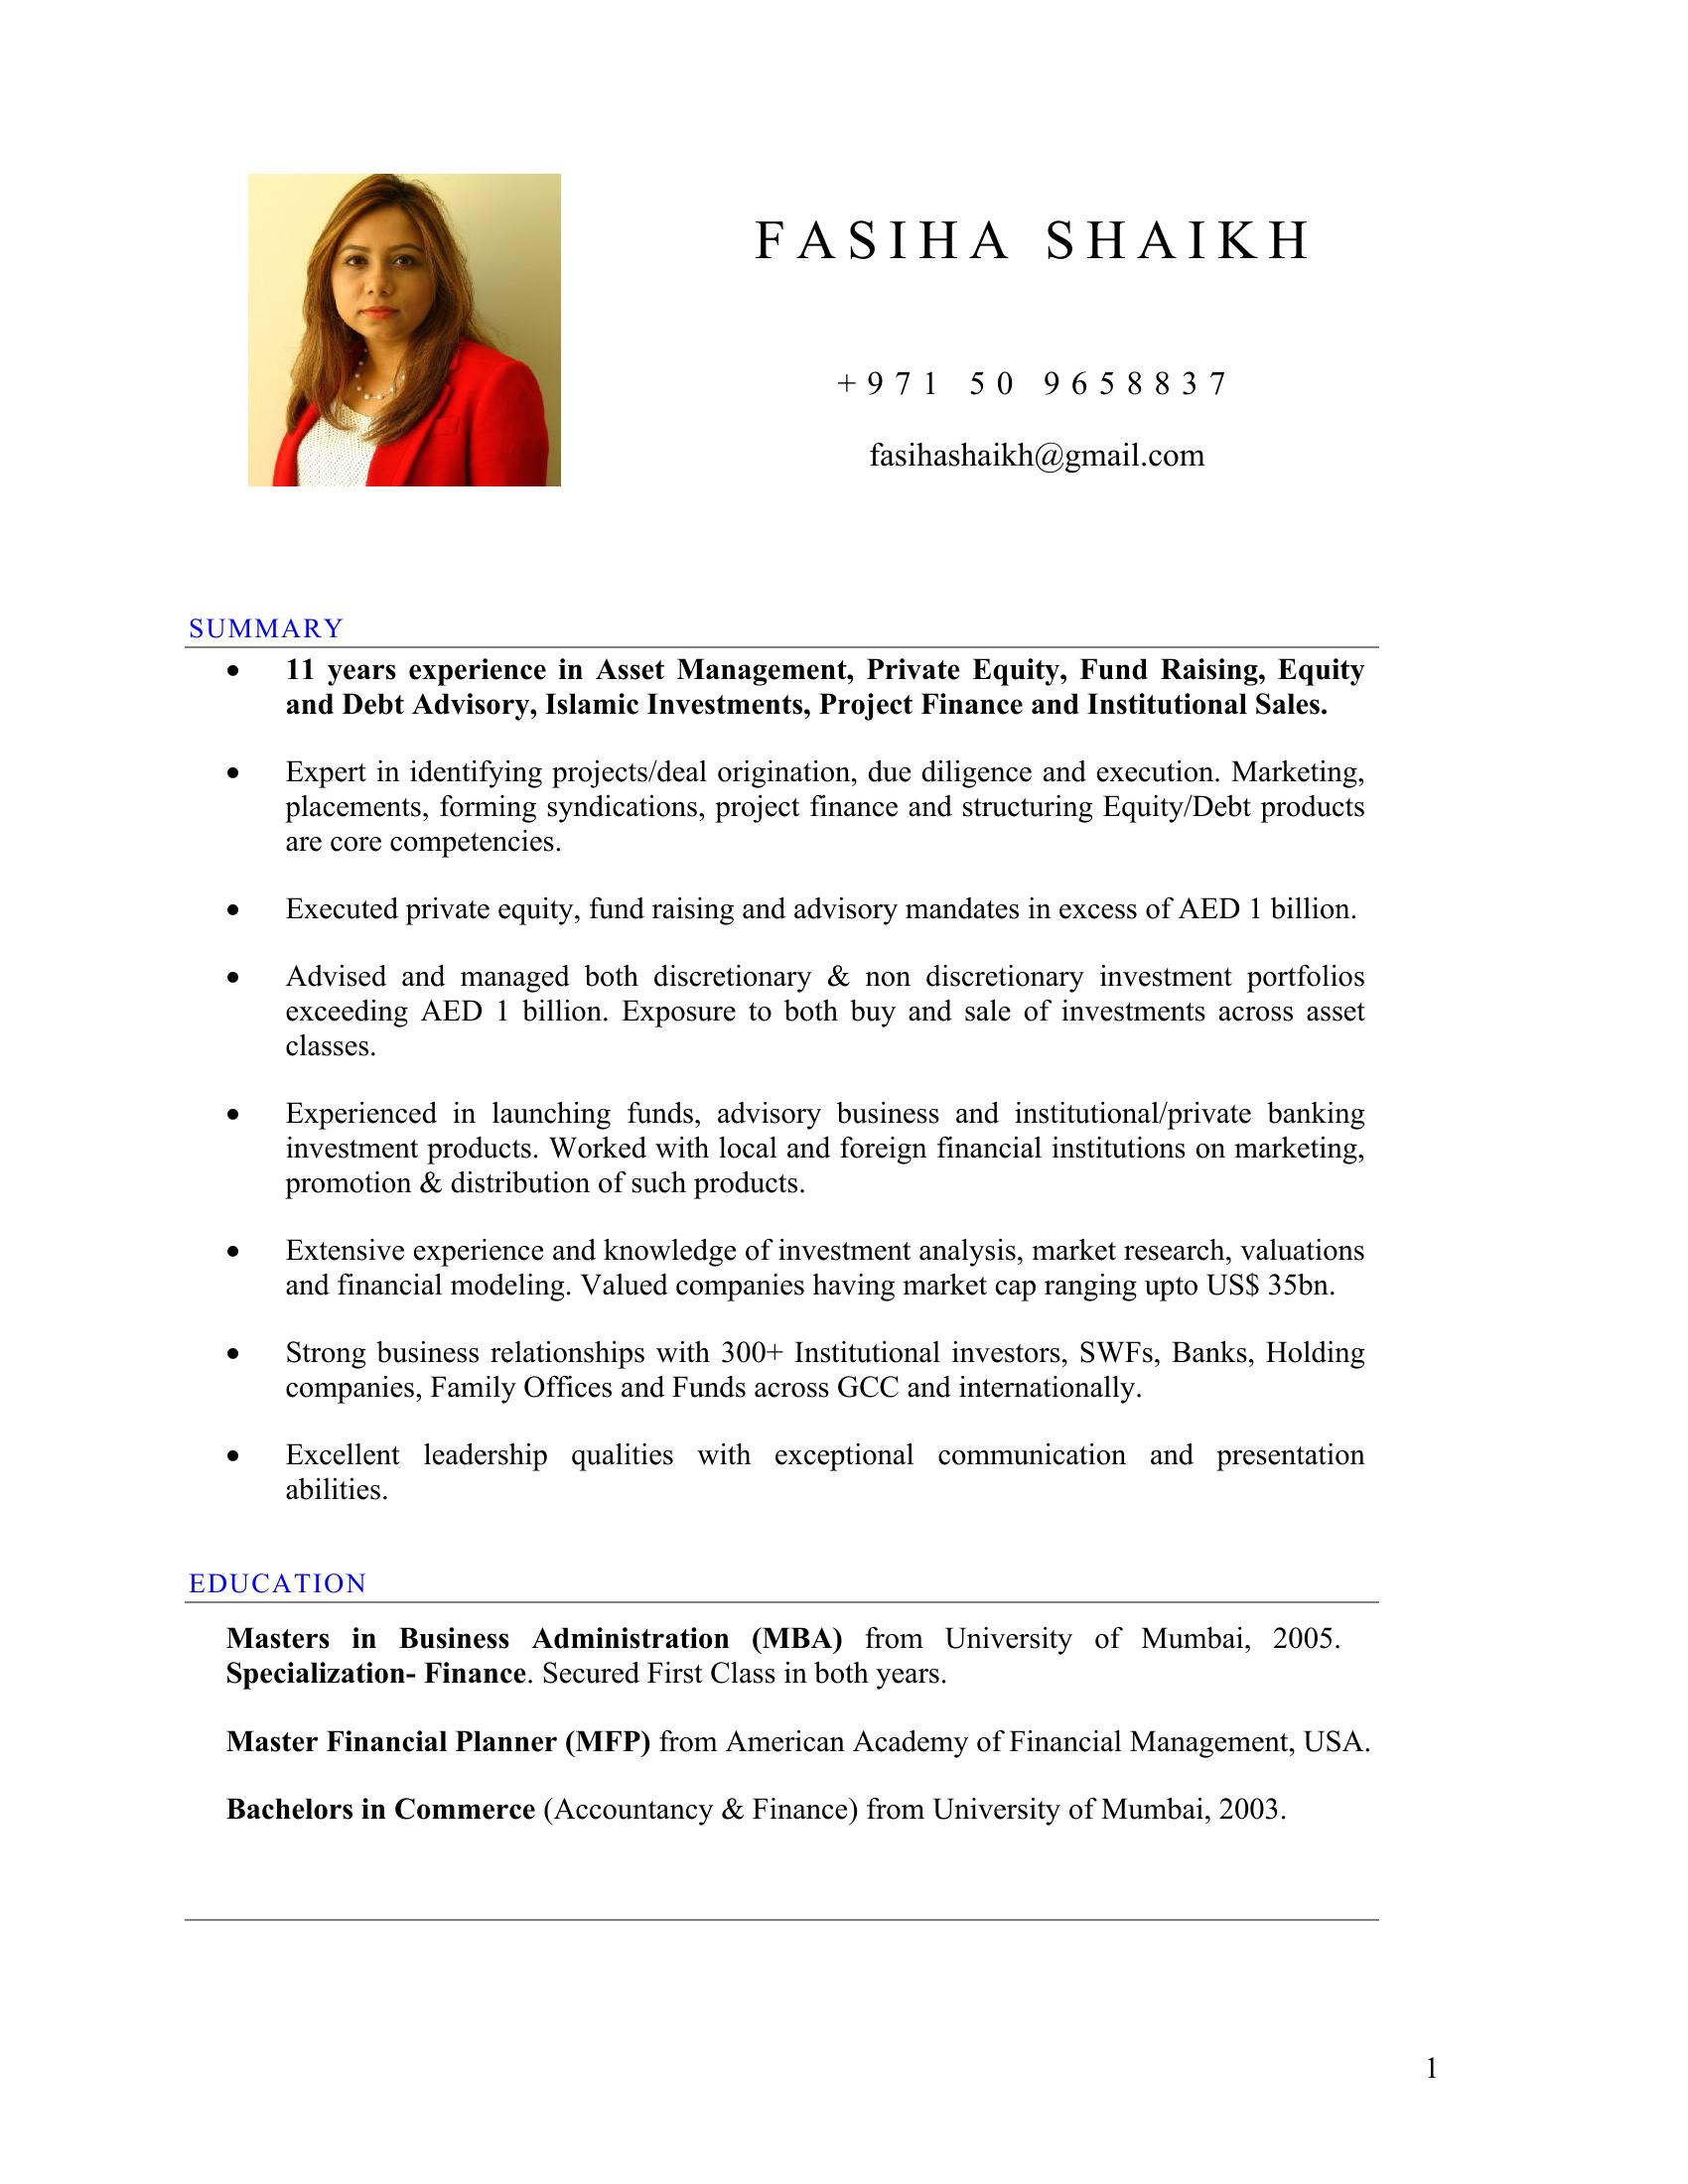 FASIHA SHAIKH
+971 50 9658837
fasihashaikh@gmail.com
SUMMARY
• 11 years experience in Asset Management, Private Equity, Fund Raising, Equity
and Debt Advisory, Islamic Investments, Project Finance and Institutional Sales.
• Expert in identifying projects/deal origination, due diligence and execution. Marketing,
placements, forming syndications, project finance and structuring Equity/Debt products
are core competencies.
• Executed private equity, fund raising and advisory mandates in excess of AED 1 billion.
• Advised and managed both discretionary & non discretionary investment portfolios
exceeding AED 1 billion. Exposure to both buy and sale of investments across asset
classes.
• Experienced in launching funds, advisory business and institutional/private banking
investment products. Worked with local and foreign financial institutions on marketing,
promotion & distribution of such products.
• Extensive experience and knowledge of investment analysis, market research, valuations
and financial modeling. Valued companies having market cap ranging upto US$ 35bn.
• Strong business relationships with 300+ Institutional investors, SWFs, Banks, Holding
companies, Family Offices and Funds across GCC and internationally.
• Excellent leadership qualities with exceptional communication and presentation
abilities.
EDUCATION
Masters in Business Administration (MBA) from University of Mumbai, 2005.
Specialization- Finance. Secured First Class in both years.
Master Financial Planner (MFP) from American Academy of Financial Management, USA.
Bachelors in Commerce (Accountancy & Finance) from University of Mumbai, 2003.
1